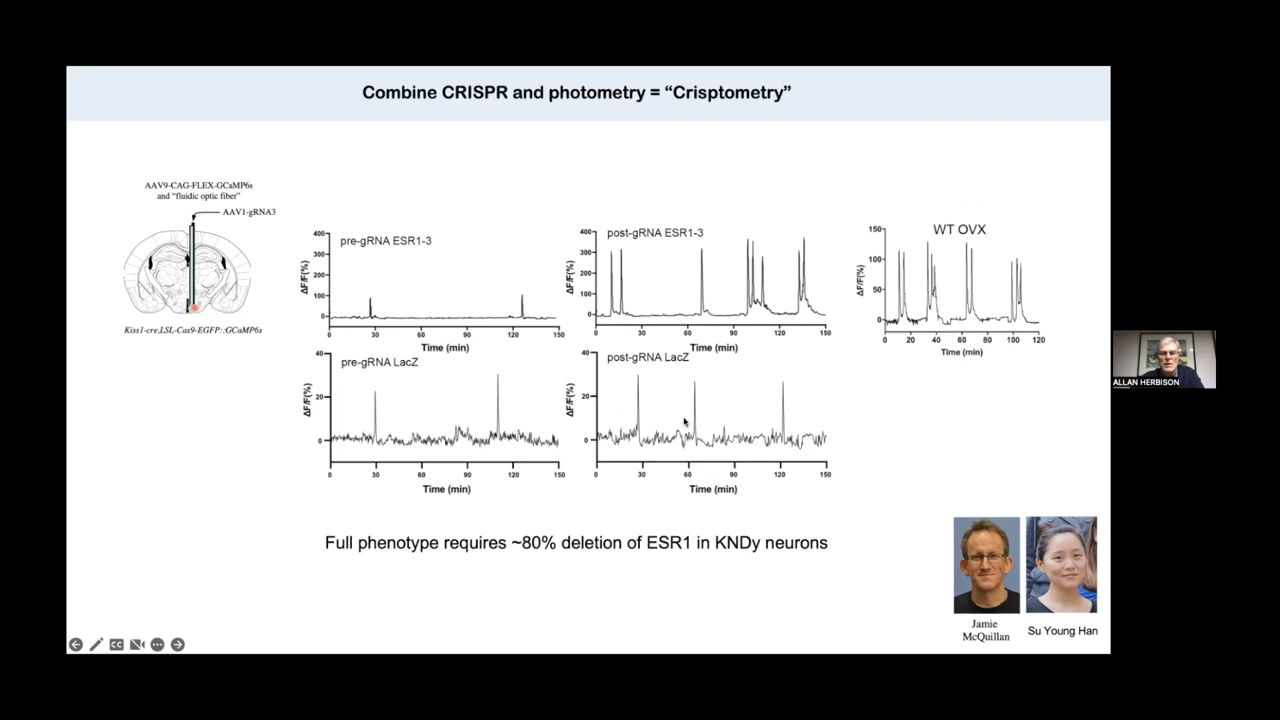 Combine CRISPR and photometry = “Crisptometry”
AAV9-CAG-FLEX-GCaMP6s
and “fluidic optic fiber”
AAV1-gRNA3
Kiss1-cre,LSL-Cas9-EGFP::GCaMP6s
pre-gRNA ESR1-3
ΔF/F(%)
400
300
200
100
0
0 30 60 90 120 150
Time (min)
post-gRNA ESR1-3
ΔF/F(%)
400
300
200
100
0
0 30 60 90 120 150
Time (min)
WT OVX
ΔF/F(%)
150
100
50
0
0 20 40 60 80 100 120
Time (min)
pre-gRNA LacZ
ΔF/F(%)
40
20
0
0 30 60 90 120 150
Time (min)
post-gRNA LacZ
ΔF/F(%)
40
20
0
0 30 60 90 120 150
Time (min)
ALLAN HERBISON
Full phenotype requires ~80% deletion of ESR1 in KNDy neurons
Jamie
McQuillan
Su Young Han
CC